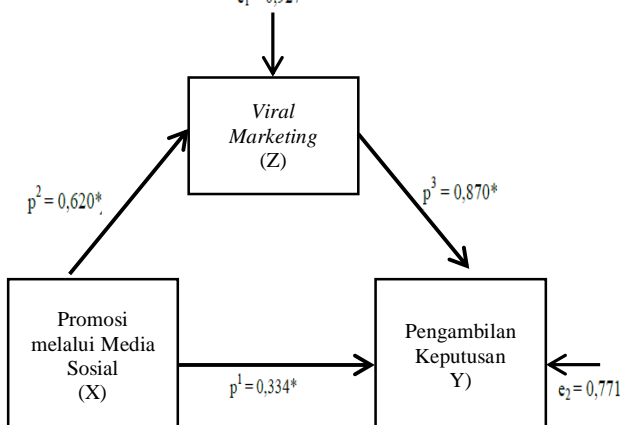 Viral
Marketing
(Z)
p² = 0,620*
p³ = 0,870*
Promosi
melalui Media
Sosial
(X)
p¹ = 0,334*
Pengambilan
Keputusan
Y)
e₂ = 0,771